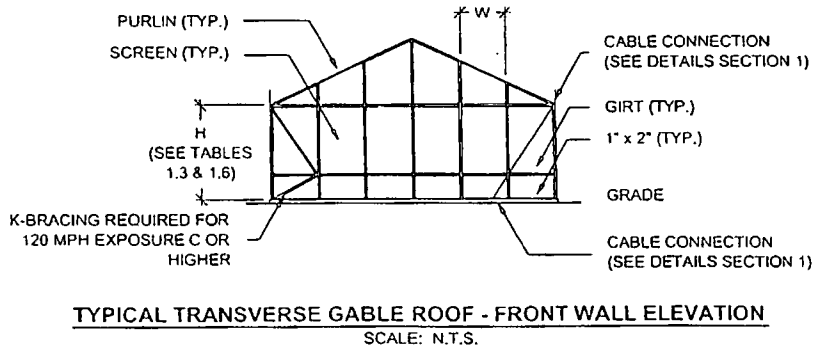 PURLIN (TYP.)
SCREEN (TYP.)
W
CABLE CONNECTION
(SEE DETAILS SECTION 1)
H
(SEE TABLES
1.3 & 1.6)
GIRT (TYP.)
1" x 2" (TYP.)
K-BRACING REQUIRED FOR
120 MPH EXPOSURE C OR
HIGHER
GRADE
CABLE CONNECTION
(SEE DETAILS SECTION 1)
TYPICAL TRANSVERSE GABLE ROOF - FRONT WALL ELEVATION
SCALE: N.T.S.